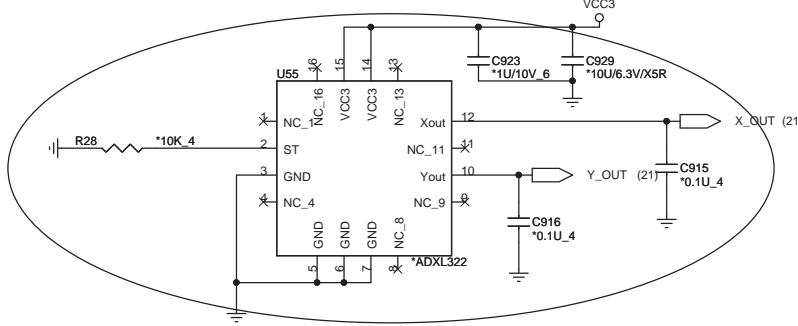 VCC3
C923
*1U/10V_6
C929
*10U/6.3V/X5R
U55
16
15
14
13
NC_16
VCC3
VCC3
NC_13
1
NC_1
Xout
12
X_OUT (21
R28
*10K_4
2
ST
NC_11
11
3
GND
Yout
10
Y_OUT (21)
C915
*0.1U_4
4
NC_4
NC_9
9
C916
*0.1U_4
GND
GND
GND
NC_8
5
6
7
8
*ADXL322